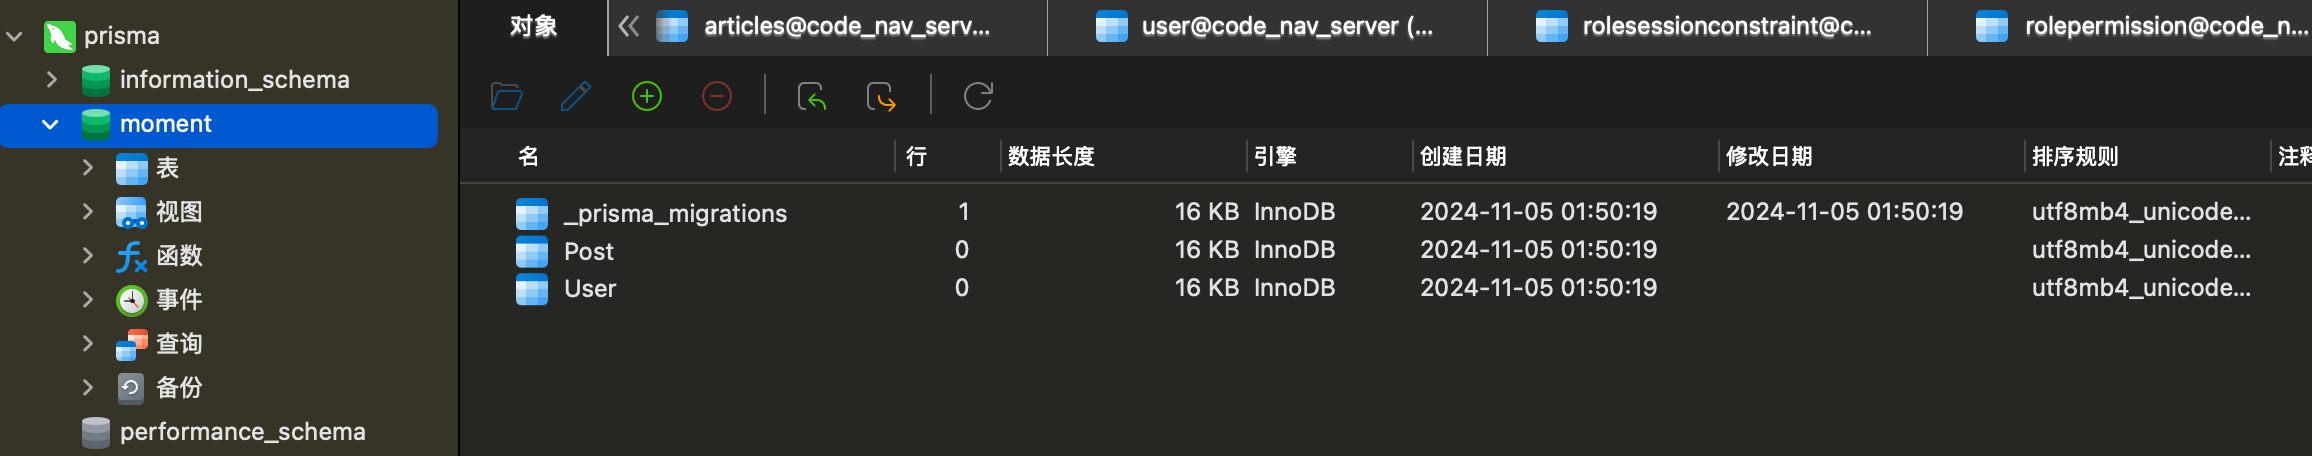 prisma
information_schema
moment
表
视图
函数
事件
查询
备份
performance_schema
对象 articles@code_nav_serv... user@code_nav_server (... rolesessionconstraint@c... rolepermission@code_n...
名 行 数据长度 引擎 创建日期 修改日期 排序规则 注释
_prisma_migrations 1 16 KB InnoDB 2024-11-05 01:50:19 2024-11-05 01:50:19 utf8mb4_unicode...
Post 0 16 KB InnoDB 2024-11-05 01:50:19 utf8mb4_unicode...
User 0 16 KB InnoDB 2024-11-05 01:50:19 utf8mb4_unicode...